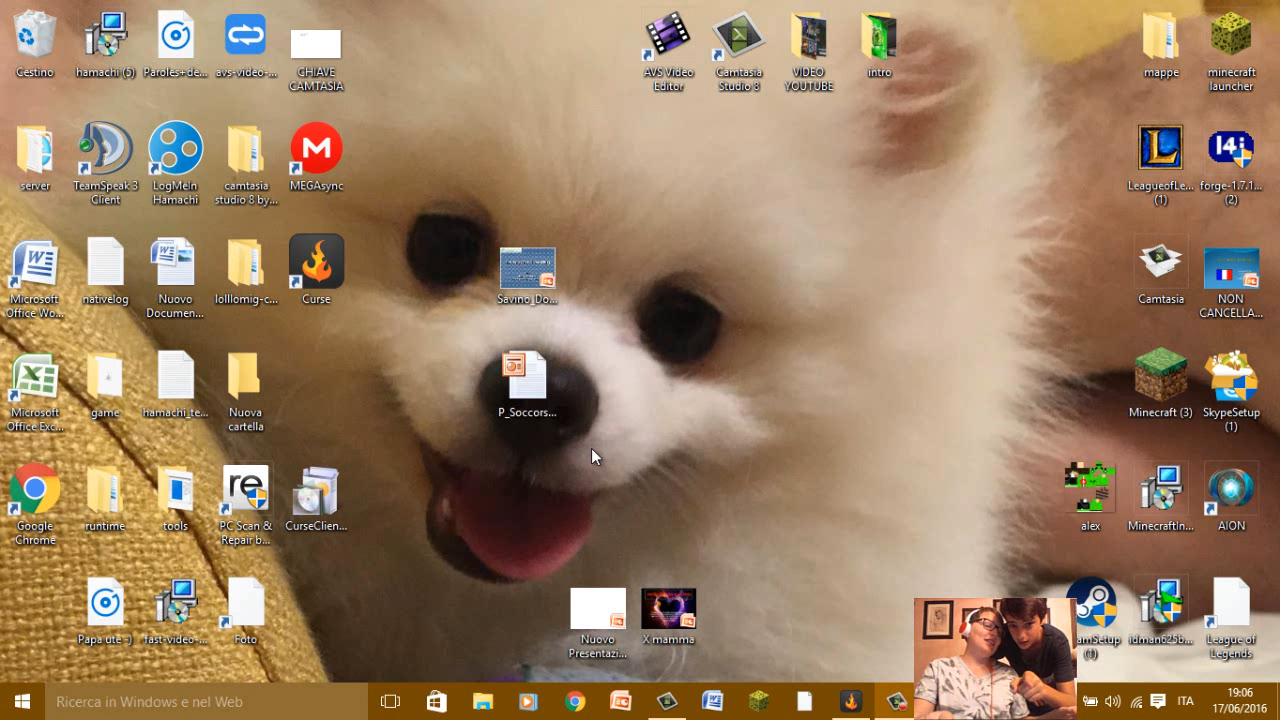 Cestino
hamachi (5)
Paroles+de...
avs-video-...
CHIAVE
CAMTASIA
AVS Video
Editor
Camtasia
Studio 8
VIDEO
YOUTUBE
intro
mappe
minecraft
launcher
server
TeamSpeak 3
Client
LogMeIn
Hamachi
camtasia
studio 8 by...
MEGAsync
LeagueofLe...
(1)
forge-1.7.1...
(2)
Microsoft
Office Wo...
nativelog
Nuovo
Documen...
lolllomig-c...
Curse
Savino_Do...
Camtasia
NON
CANCELLA...
Microsoft
Office Exc...
game
hamachi_te...
Nuova
cartella
P_Soccors...
Minecraft (3)
SkypeSetup
(1)
Google
Chrome
runtime
tools
re
PC Scan &
Repair b...
CurseClien...
alex
MinecraftIn...
AION
Papa ute -)
fast-video-...
Foto
Nuovo
Presentazi...
X mamma
amSetup
(1)
idman625b...
League of
Legends
Ricerca in Windows e nel Web
ITA
19:06
17/06/2016